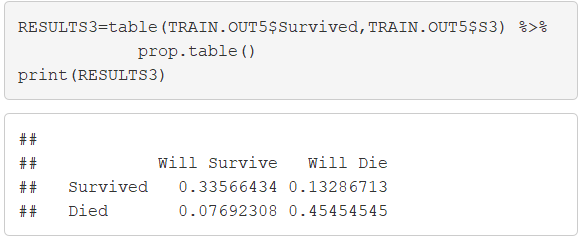 RESULTS3=table(TRAIN.OUT5$Survived,TRAIN.OUT5$S3) %>%
            prop.table()
print(RESULTS3)
##
##            Will Survive   Will Die
##   Survived   0.33566434 0.13286713
##   Died       0.07692308 0.45454545